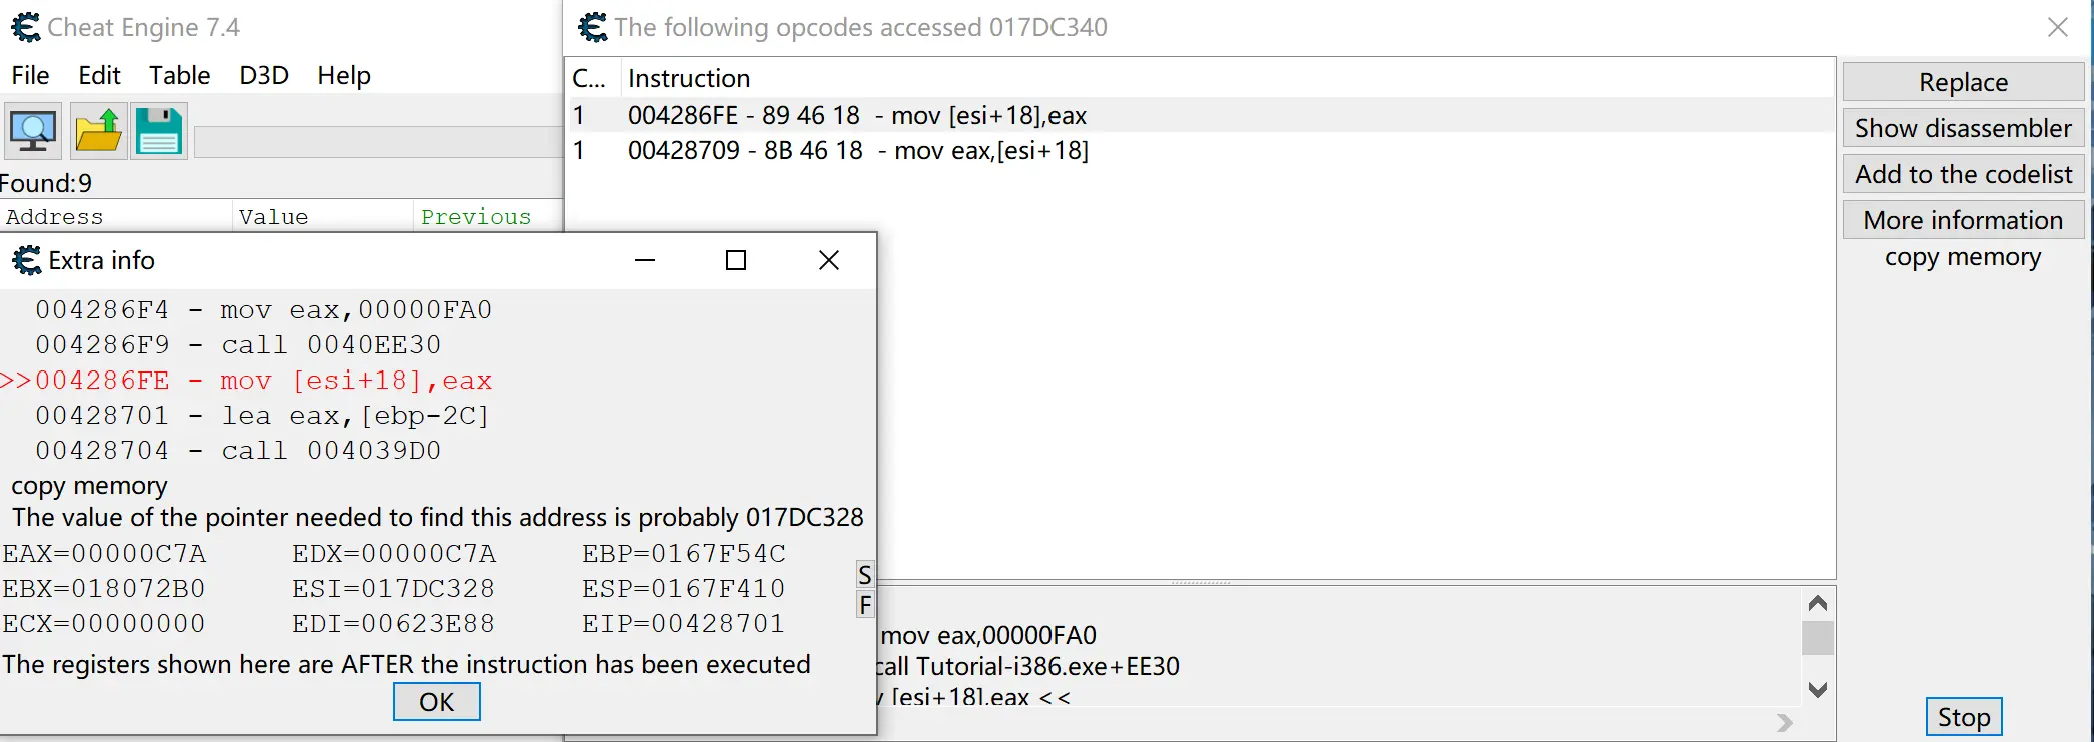 Cheat Engine 7.4
File Edit Table D3D Help
Found:9
Address Value Previous
The following opcodes accessed 017DC340
C... Instruction
1 004286FE - 89 46 18 - mov [esi+18],eax
1 00428709 - 8B 46 18 - mov eax,[esi+18]
Replace
Show disassembler
Add to the codelist
More information
copy memory
Extra info
004286F4 - mov eax,00000FA0
004286F9 - call 0040EE30
>>004286FE - mov [esi+18],eax
00428701 - lea eax,[ebp-2C]
00428704 - call 004039D0
copy memory
The value of the pointer needed to find this address is probably 017DC328
EAX=00000C7A EDX=00000C7A EBP=0167F54C
EBX=018072B0 ESI=017DC328 ESP=0167F410
ECX=00000000 EDI=00623E88 EIP=00428701
S
F
The registers shown here are AFTER the instruction has been executed
OK
mov eax,00000FA0
call Tutorial-i386.exe+EE30
[esi+18],eax <<
Stop